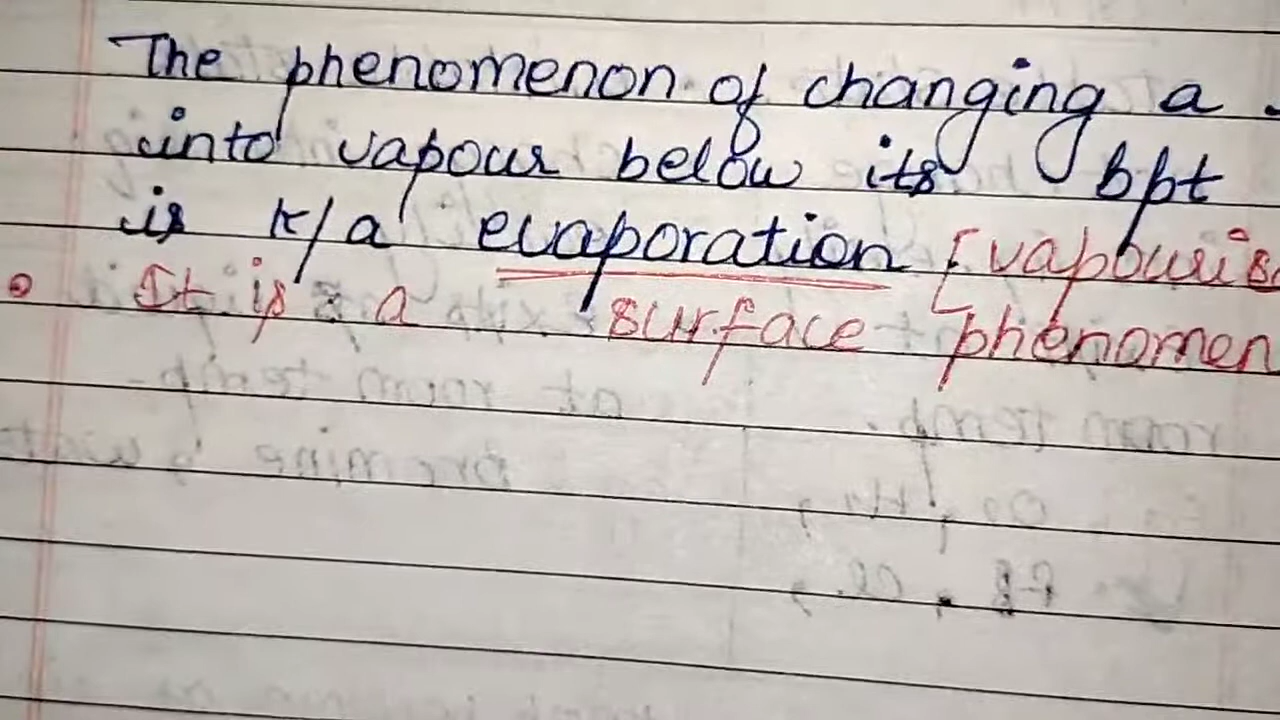 The phenomenon of changing a
into vapour below its bpt
is k/a evaporation [vapouris
It is a surface phenomen